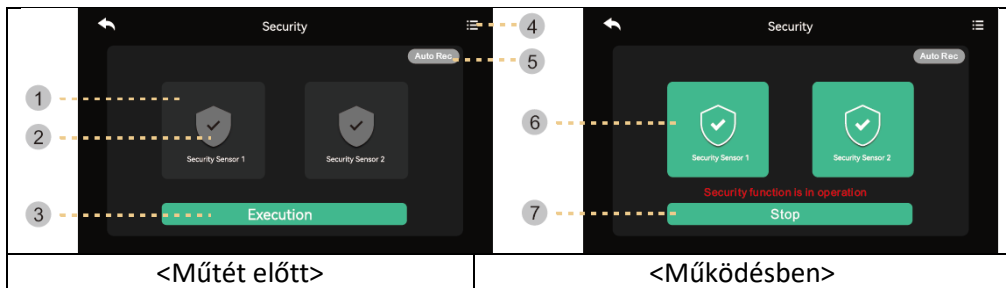 Security
4
Auto Rec
5
1
2
Security Sensor 1
Security Sensor 2
3
Execution
Security
Auto Rec
6
Security Sensor 1
Security Sensor 2
Security function is in operation
7
Stop
<Műtét előtt>
<Működésben>